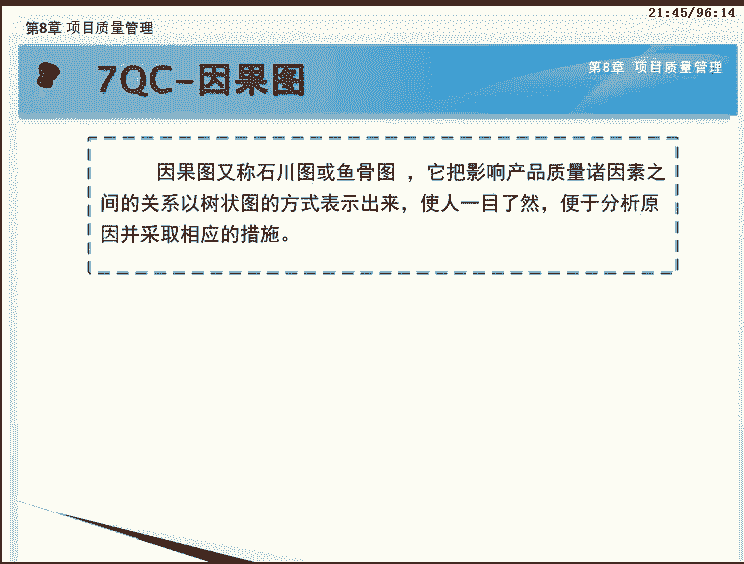 21:45/96:14
第8章 项目质量管理
7QC-因果图
第8章 项目质量管理
因果图又称石川图或鱼骨图 ，它把影响产品质量诸因素之
间的关系以树状图的方式表示出来，使人一目了然，便于分析原
因并采取相应的措施。